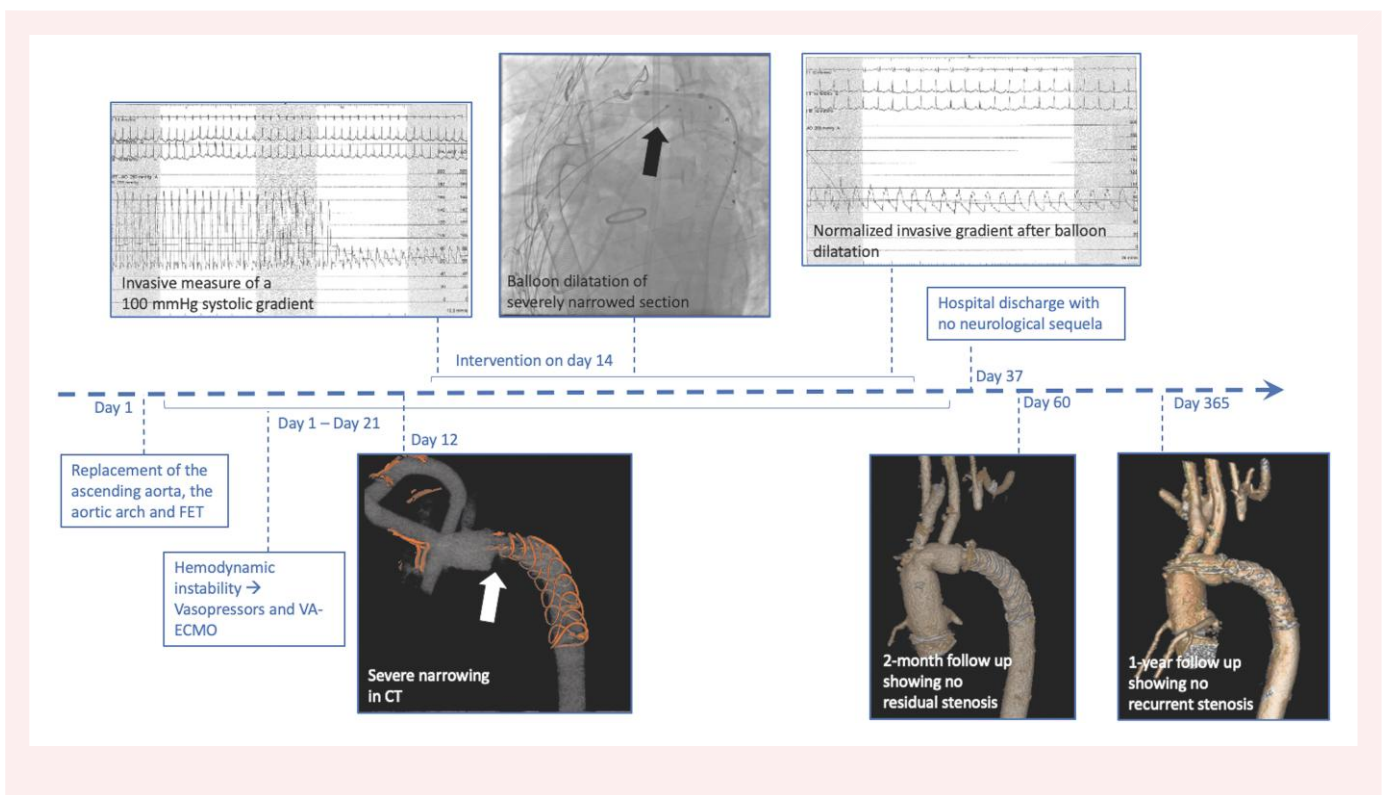 Invasive measure of a
100 mmHg systolic gradient
Balloon dilatation of
severely narrowed section
Normalized invasive gradient after balloon
dilatation
Hospital discharge with
no neurological sequela
Intervention on day 14
Day 37
Day 1
Day 60
Day 365
Day 1 – Day 21
Day 12
Replacement of the
ascending aorta, the
aortic arch and FET
Hemodynamic
instability →
Vasopressors and VA-
ECMO
Severe narrowing
in CT
2-month follow up
showing no
residual stenosis
1-year follow up
showing no
recurrent stenosis